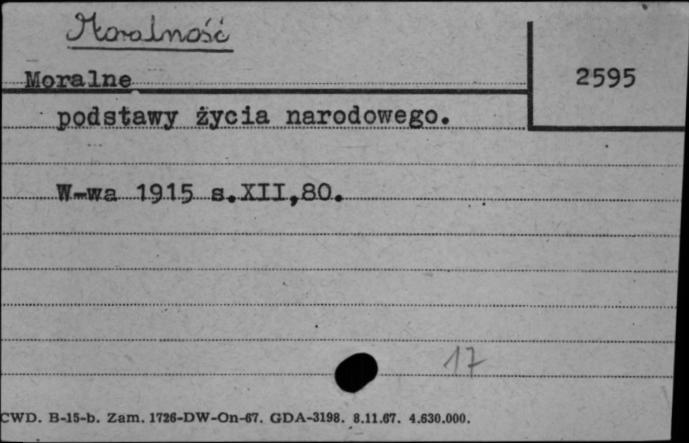 Moralność
Moralne
2595
podstawy życia narodowego.
W-wa 1915 s.XII,80.
17
CWD. B-15-b. Zam. 1726-DW-On-67. GDA-3198. 8.11.67. 4.630.000.